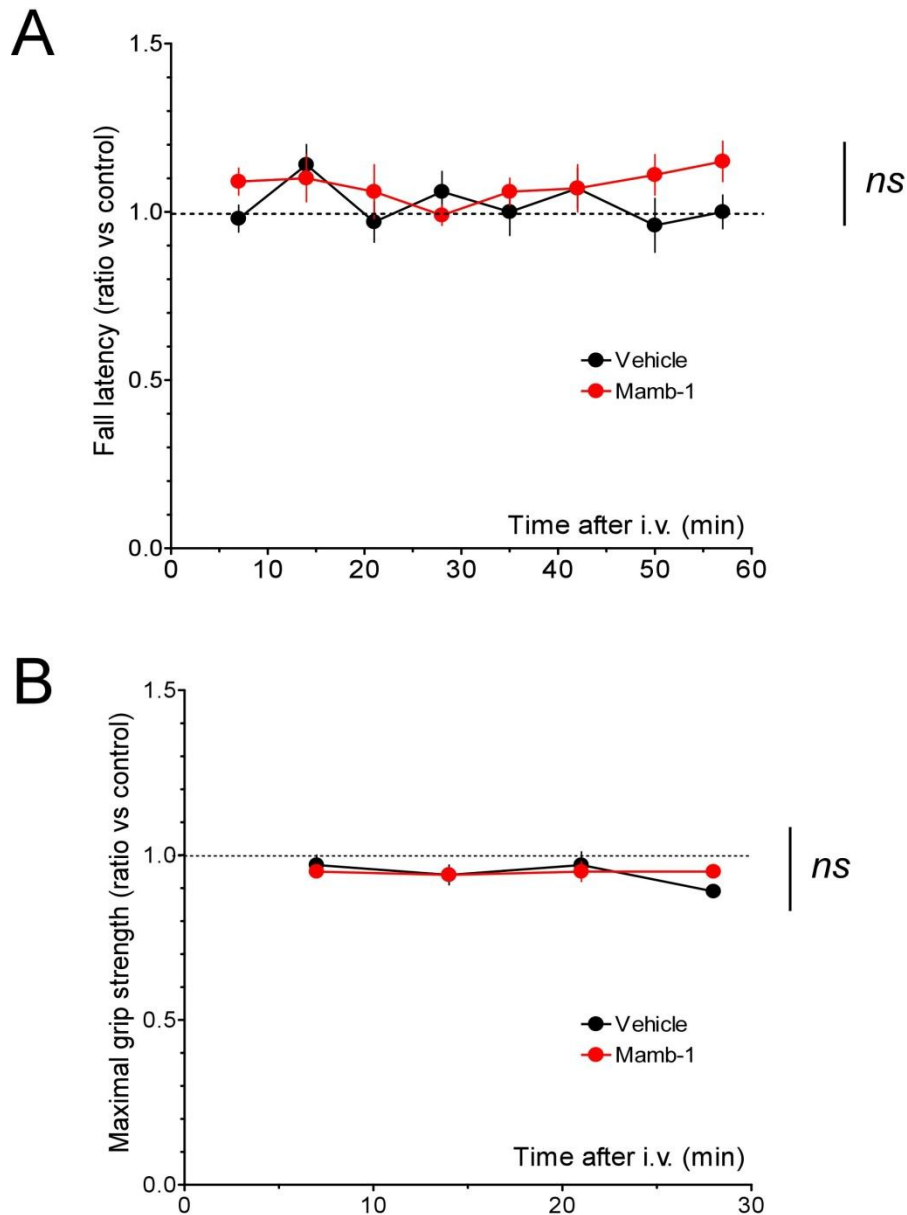 A
Fall latency (ratio vs control)
1.5
1.0
0.5
0.0
ns
Vehicle
Mamb-1
Time after i.v. (min)
0 10 20 30 40 50 60
B
Maximal grip strength (ratio vs control)
1.5
1.0
0.5
0.0
ns
Vehicle
Mamb-1
Time after i.v. (min)
0 10 20 30